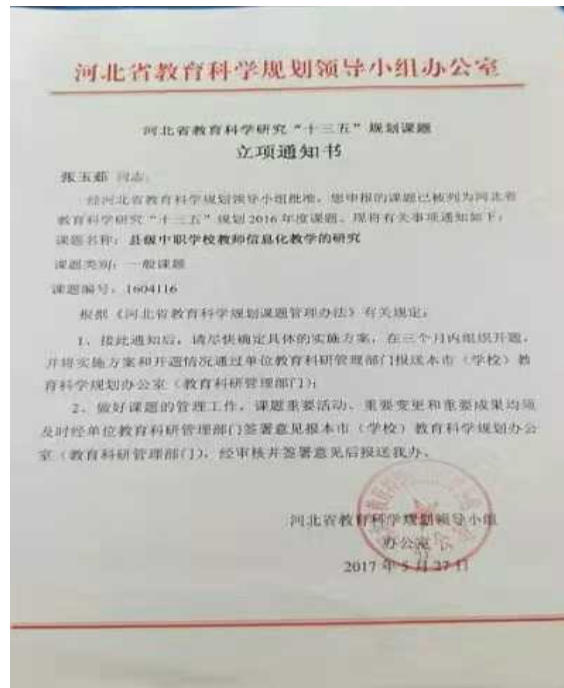 河北省教育科学规划领导小组办公室
河北省教育科学研究“十三五”规划课题
立项通知书
张玉茹 同志:
经河北省教育科学规划领导小组批准,您申报的课题已被列为河北省
教育科学研究“十三五”规划2016年度课题。现将有关事项通知如下:
课题名称:县级中职学校教师信息化教学的研究
课题类别:一般课题
课题编号:1604116
根据《河北省教育科学规划课题管理办法》有关规定:
1、接此通知后,请尽快确定具体的实施方案,在三个月内组织开题,
并将实施方案和开题情况通过单位教育科研管理部门报送本市(学校)教
育科学规划办公室(教育科研管理部门);
2、做好课题的管理工作,课题重要活动、重要变更和重要成果均须
及时经单位教育科研管理部门签署意见报本市(学校)教育科学规划办公
室(教育科研管理部门),经审核并签署意见后报送我办。
河北省教育科学规划领导小组
办公室
2017年5月27日